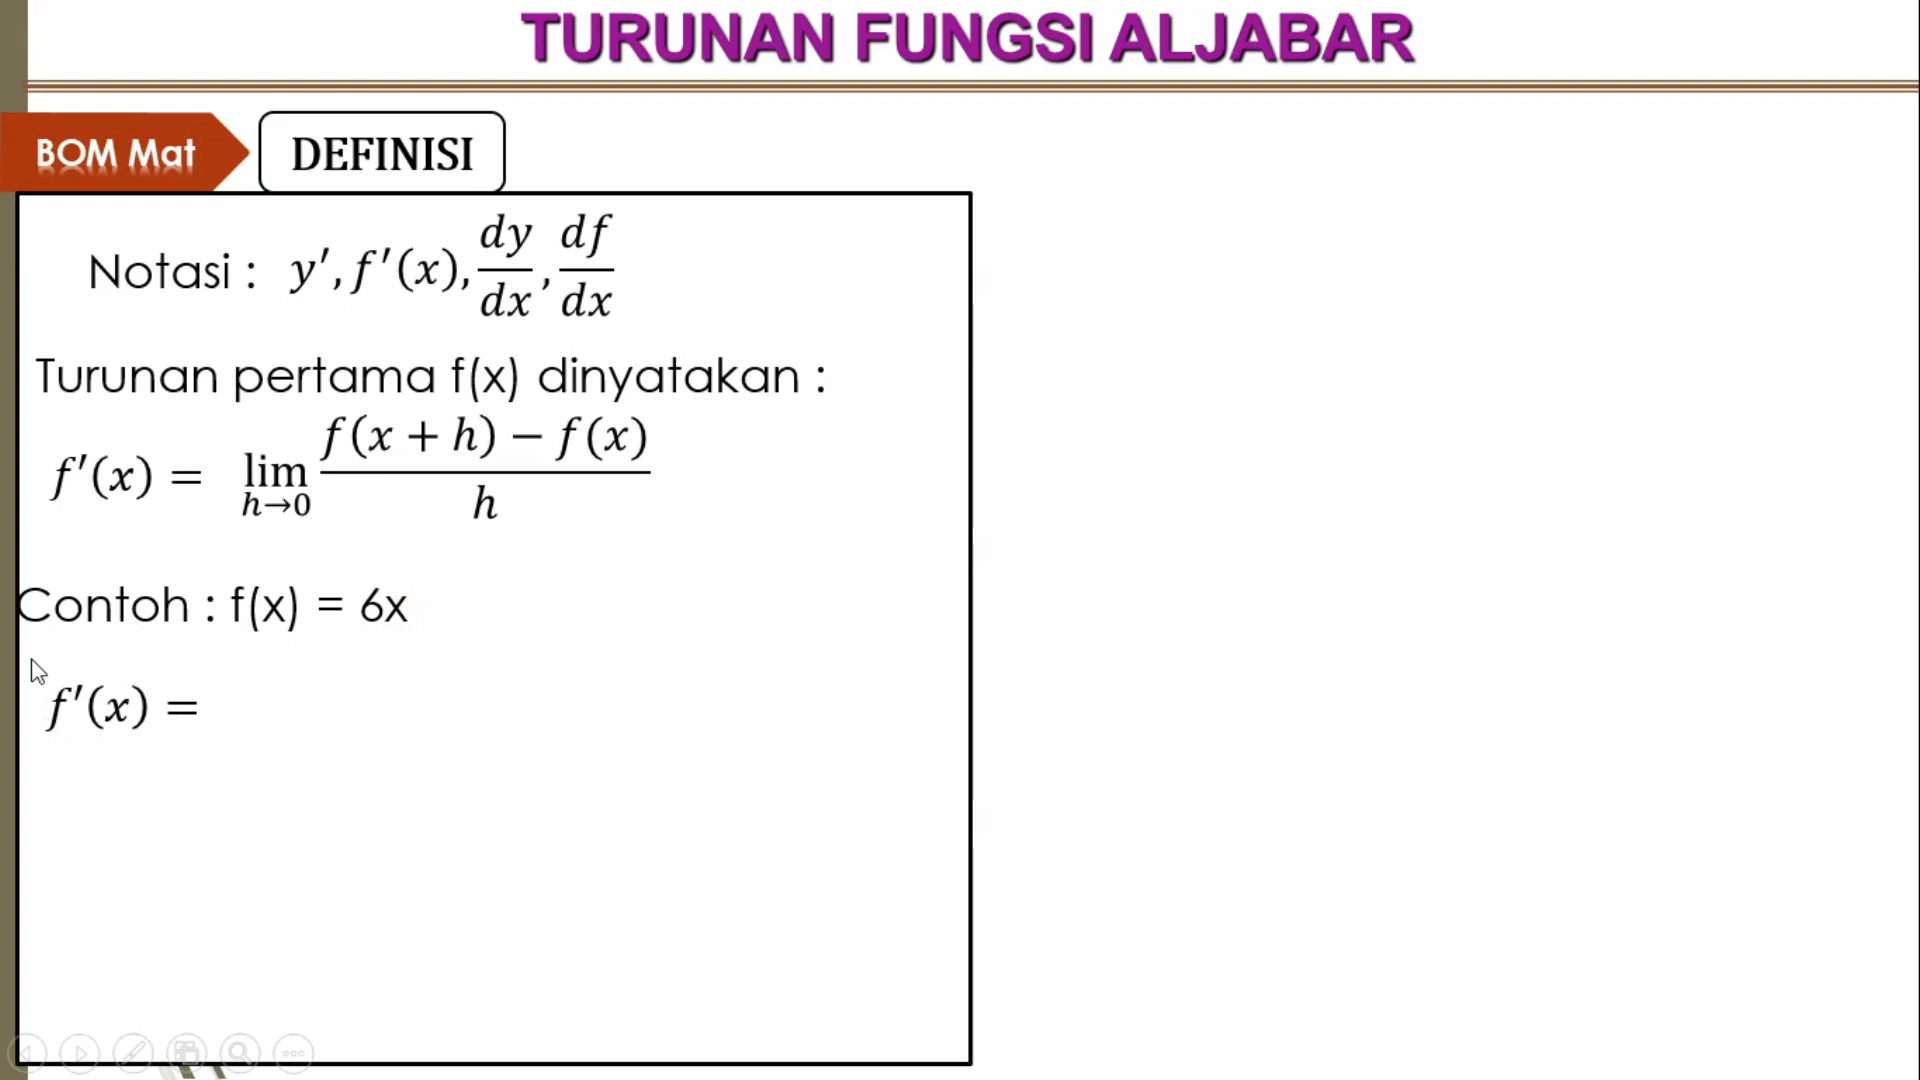 TURUNAN FUNGSI ALJABAR
BOM Mat
DEFINISI
Notasi : y′, f′(x), dy/dx, df/dx
Turunan pertama f(x) dinyatakan :
f′(x) = lim h→0 f(x + h) − f(x) / h
Contoh : f(x) = 6x
f′(x) =